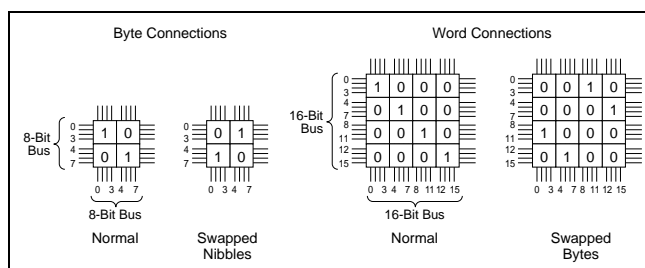 Byte Connections
Word Connections
0
3
4
7
8-Bit
Bus
1 0
0 1
0 3 4 7
8-Bit Bus
Normal
0
3
4
7
0 1
1 0
0 3 4 7
Swapped
Nibbles
0
3
4
7
8
11
12
15
16-Bit
Bus
1 0 0 0
0 1 0 0
0 0 1 0
0 0 0 1
0 3 4 7 8 11 12 15
16-Bit Bus
Normal
0
3
4
7
8
11
12
15
0 0 1 0
0 0 0 1
1 0 0 0
0 1 0 0
0 3 4 7 8 11 12 15
Swapped
Bytes